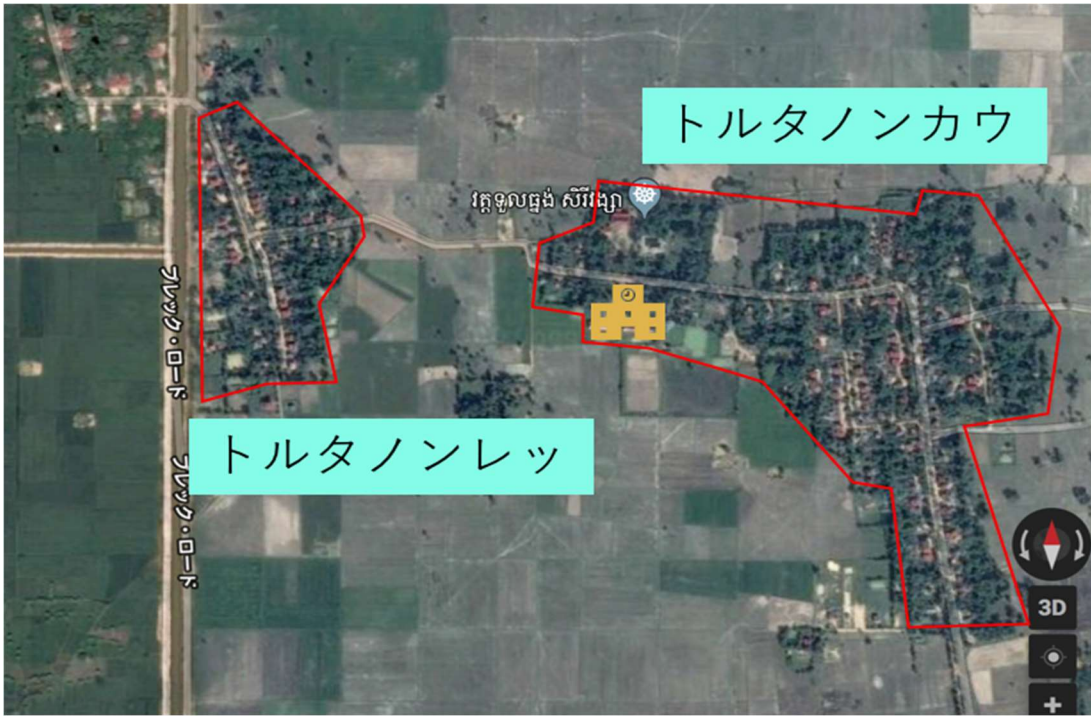 トルタノンカウ
វត្តទួលធ្នង់ សិរីវង្សា
フレック・ロード
トルタノンレッ
フレック・ロード
3D